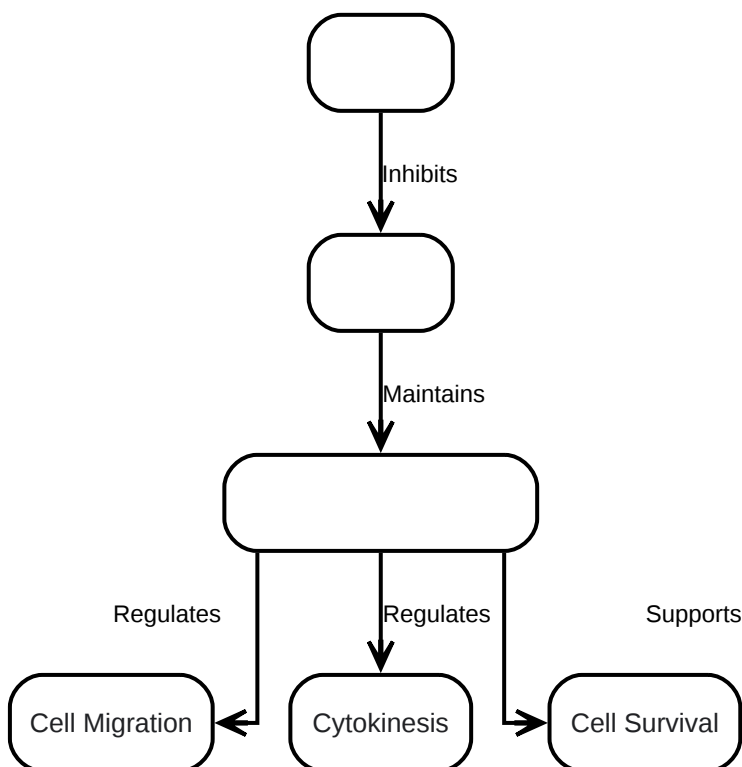 Inhibits
Maintains
Regulates
Regulates
Supports
Cell Migration
Cytokinesis
Cell Survival